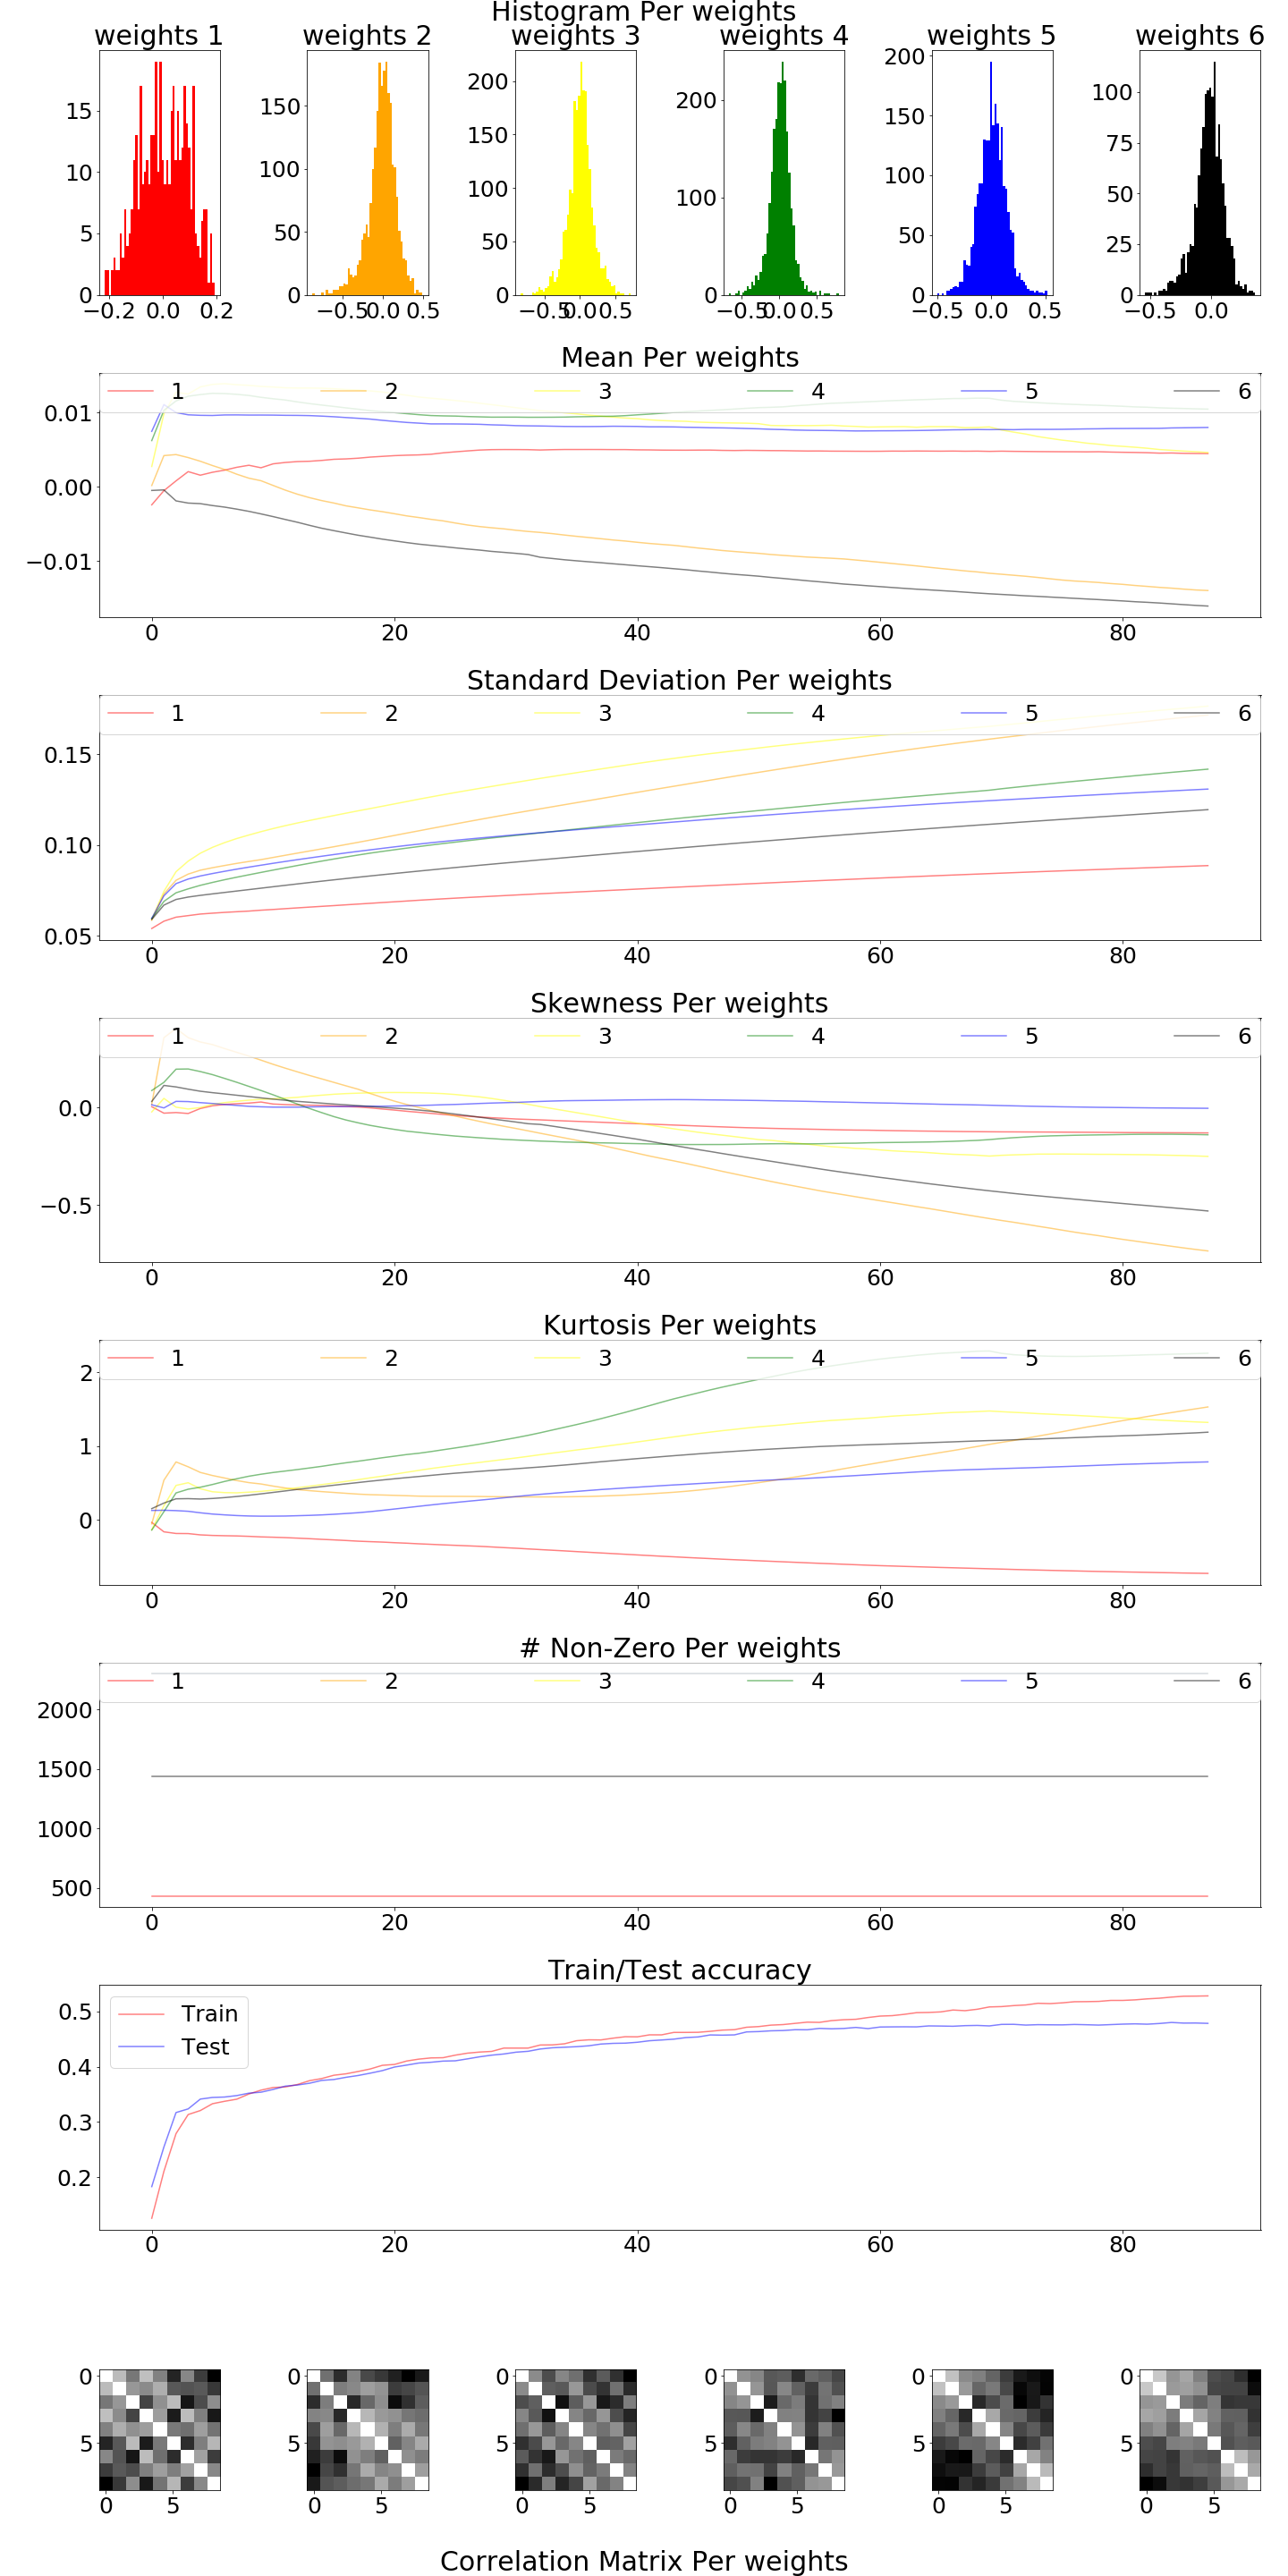 Histogram Per weights
weights 1 weights 2 weights 3 weights 4 weights 5 weights 6
15
10
5
0
−0.2 0.0 0.2
150
100
50
0
−0.5 0.0 0.5
200
150
100
50
0
−0.5 0.0 0.5
200
100
0
−0.5 0.0 0.5
200
150
100
50
0
−0.5 0.0 0.5
100
75
50
25
0
−0.5 0.0
Mean Per weights
1 2 3 4 5 6
0.01
0.00
−0.01
0 20 40 60 80
Standard Deviation Per weights
1 2 3 4 5 6
0.15
0.10
0.05
0 20 40 60 80
Skewness Per weights
1 2 3 4 5 6
0.0
−0.5
0 20 40 60 80
Kurtosis Per weights
1 2 3 4 5 6
2
1
0
0 20 40 60 80
# Non-Zero Per weights
1 2 3 4 5 6
2000
1500
1000
500
0 20 40 60 80
Train/Test accuracy
Train
Test
0.5
0.4
0.3
0.2
0 20 40 60 80
0 0 0 0 0 0
5 5 5 5 5 5
0 5 0 5 0 5 0 5 0 5 0 5
Correlation Matrix Per weights